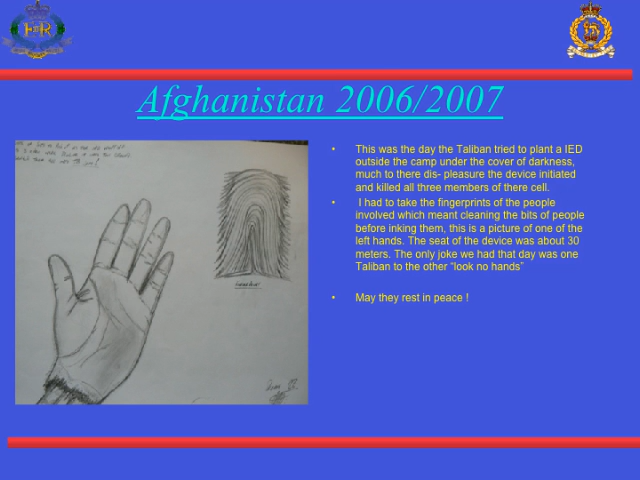 Afghanistan 2006/2007
• This was the day the Taliban tried to plant a IED
outside the camp under the cover of darkness,
much to there dis- pleasure the device initiated
and killed all three members of there cell.
• I had to take the fingerprints of the people
involved which meant cleaning the bits of people
before inking them, this is a picture of one of the
left hands. The seat of the device was about 30
meters. The only joke we had that day was one
Taliban to the other “look no hands”
• May they rest in peace !